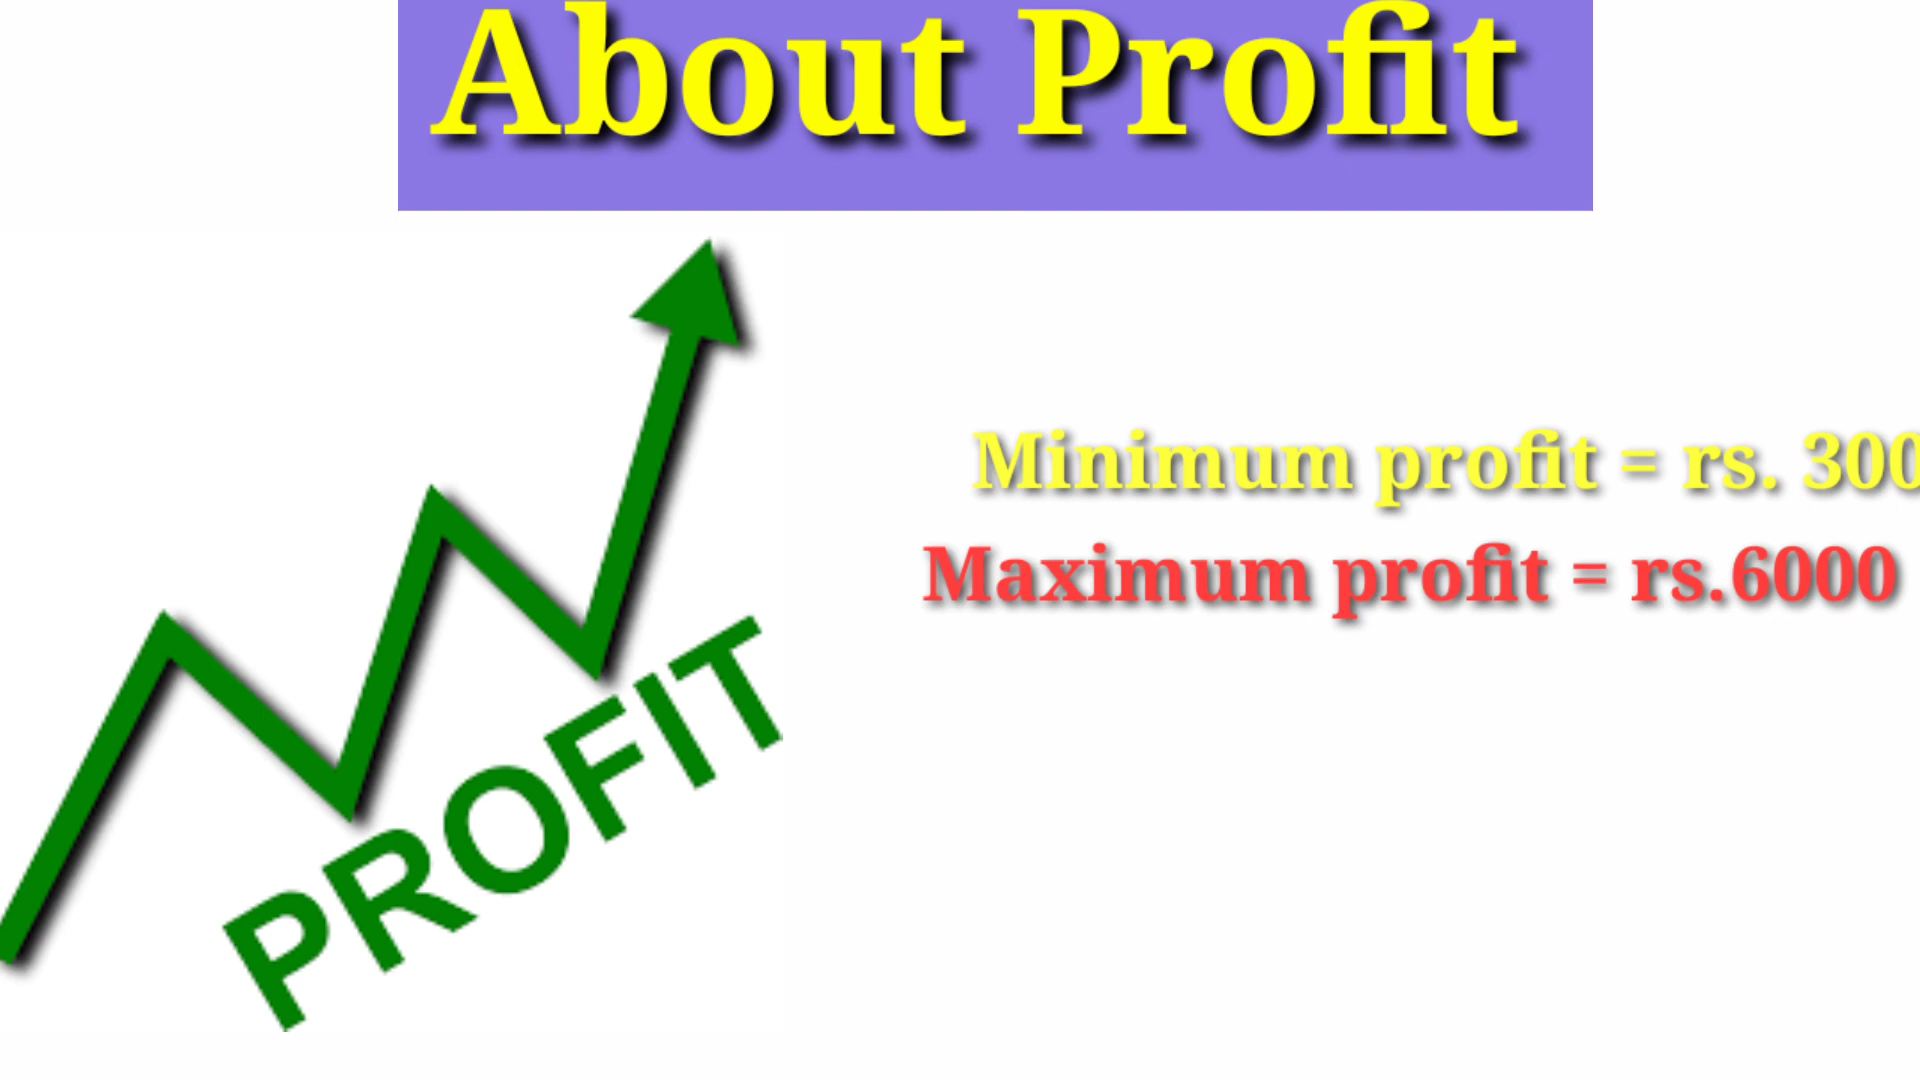 About Profit
Minimum profit = rs. 300
Maximum profit = rs.6000
PROFIT